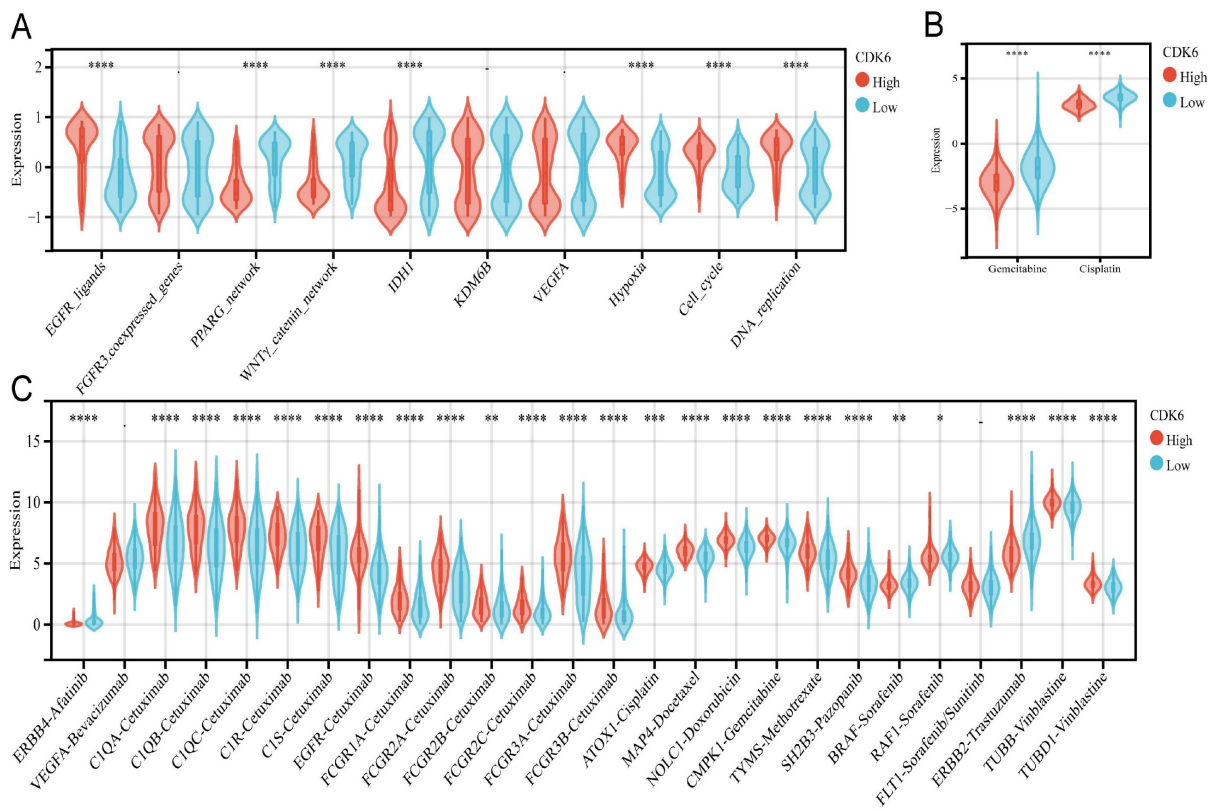 A
B
2
1
0
−1
Expression
**** . **** **** **** - . **** **** ****
CDK6
High
Low
EGFR_ligands
FGFR3.coexpressed_genes
PPARG_network
WNTγ_catenin_network
IDH1
KDM6B
VEGFA
Hypoxia
Cell_cycle
DNA_replication
5
0
−5
Expression
**** ****
CDK6
High
Low
Gemcitabine
Cisplatin
C
15
10
5
0
Expression
**** . **** **** **** **** **** **** **** **** ** **** **** **** *** **** **** **** **** **** ** * - **** **** ****
CDK6
High
Low
ERBB4-Afatinib
VEGFA-Bevacizumab
C1QA-Cetuximab
C1QB-Cetuximab
C1QC-Cetuximab
C1R-Cetuximab
C1S-Cetuximab
EGFR-Cetuximab
FCGR1A-Cetuximab
FCGR2A-Cetuximab
FCGR2B-Cetuximab
FCGR2C-Cetuximab
FCGR3A-Cetuximab
FCGR3B-Cetuximab
ATOX1-Cisplatin
MAP4-Docetaxel
NOLC1-Doxorubicin
CMPK1-Gemcitabine
TYMS-Methotrexate
SH2B3-Pazopanib
BRAF-Sorafenib
RAF1-Sorafenib
FLT1-Sorafenib/Sunitinib
ERBB2-Trastuzumab
TUBB-Vinblastine
TUBD1-Vinblastine